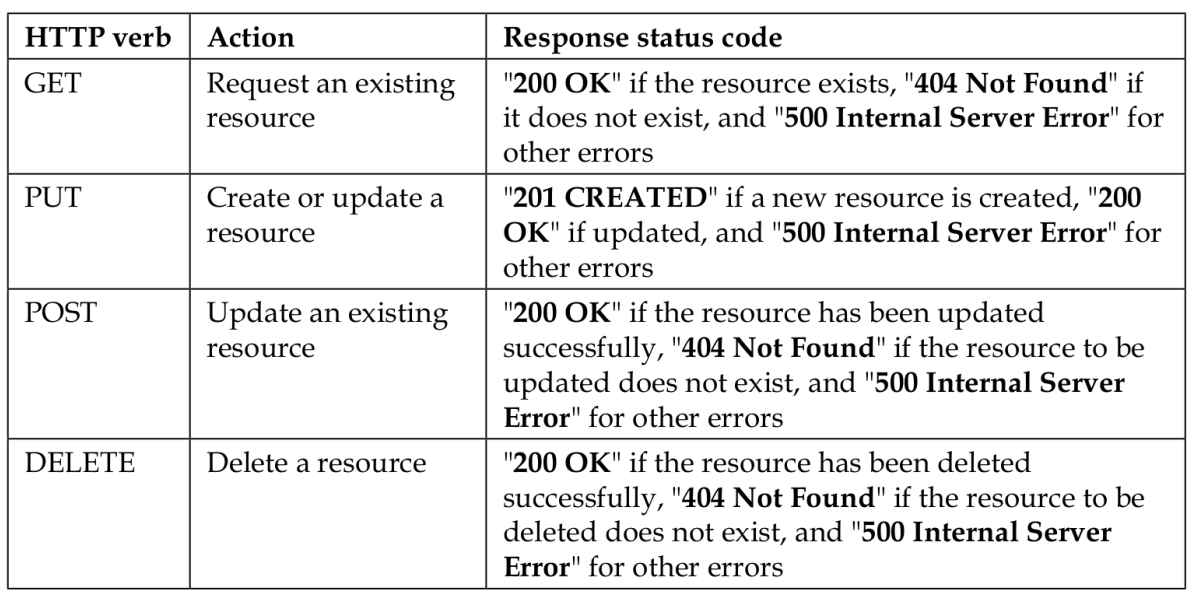 HTTP verb Action Response status code
GET Request an existing "200 OK" if the resource exists, "404 Not Found" if
resource it does not exist, and "500 Internal Server Error" for
other errors
PUT Create or update a "201 CREATED" if a new resource is created, "200
resource OK" if updated, and "500 Internal Server Error" for
other errors
POST Update an existing "200 OK" if the resource has been updated
resource successfully, "404 Not Found" if the resource to be
updated does not exist, and "500 Internal Server
Error" for other errors
DELETE Delete a resource "200 OK" if the resource has been deleted
successfully, "404 Not Found" if the resource to be
deleted does not exist, and "500 Internal Server
Error" for other errors